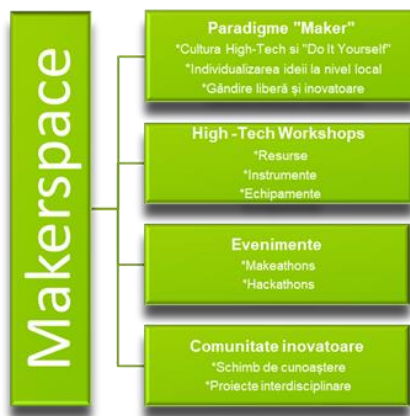 Makerspace
Paradigme "Maker"
*Cultura High-Tech si "Do It Yourself"
*Individualizarea ideii la nivel local
*Gândire liberă și inovatoare
High -Tech Workshops
*Resurse
*Instrumente
*Echipamente
Evenimente
*Makeathons
*Hackathons
Comunitate inovatoare
*Schimb de cunoaștere
*Proiecte interdisciplinare